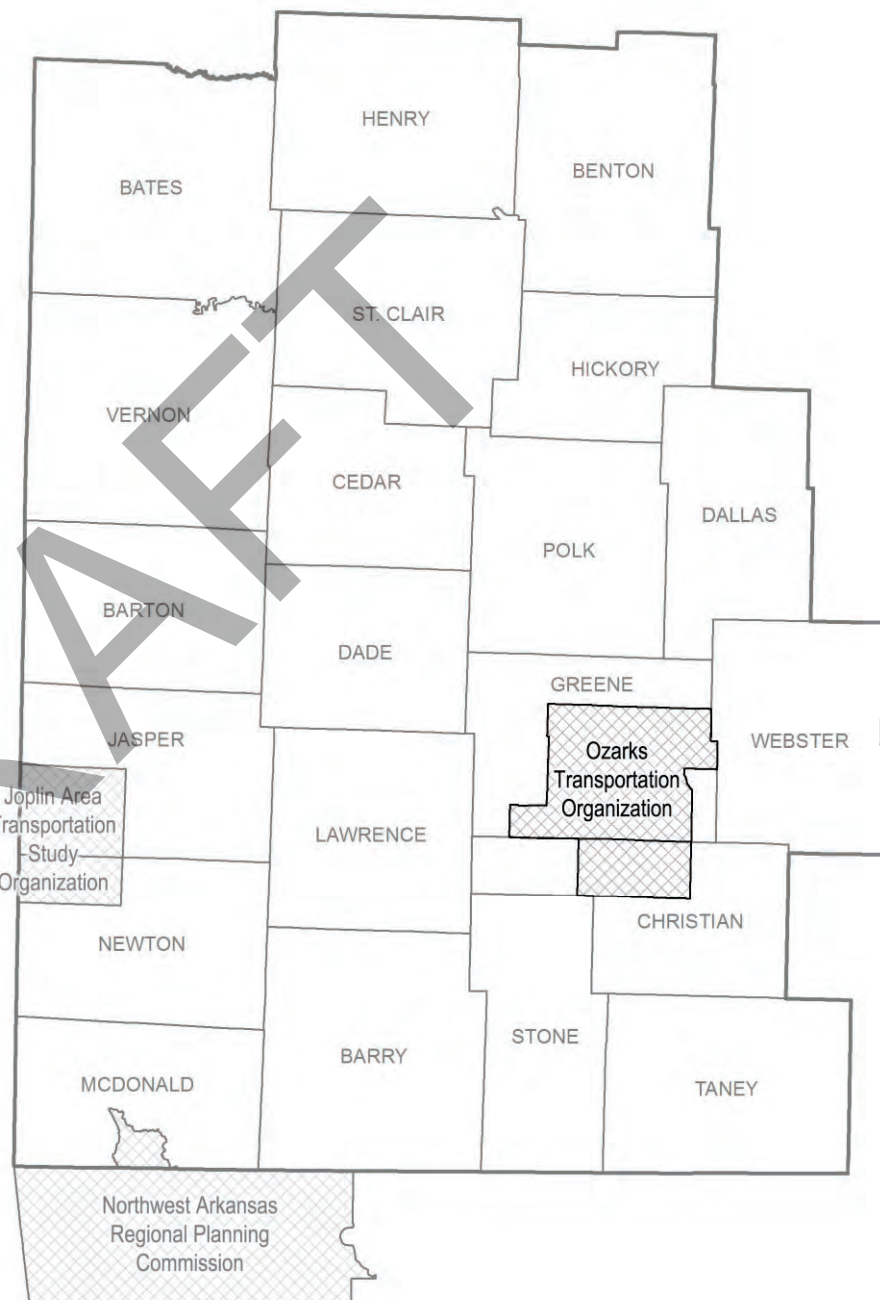 HENRY
BENTON
BATES
ST. CLAIR
HICKORY
VERNON
CEDAR
DALLAS
POLK
BARTON
DADE
GREENE
JASPER
Ozarks
Transportation
Organization
WEBSTER
Joplin Area
Transportation
Study
Organization
LAWRENCE
CHRISTIAN
NEWTON
STONE
BARRY
MCDONALD
TANEY
Northwest Arkansas
Regional Planning
Commission
AFT